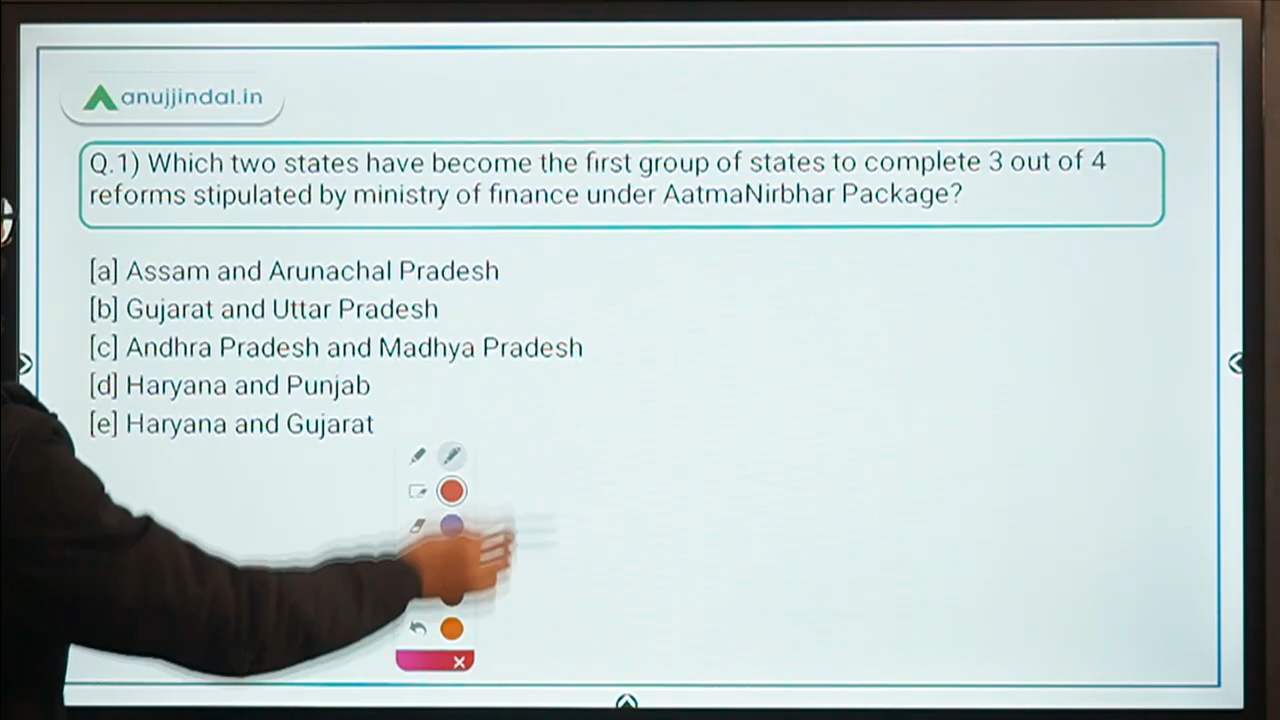 anujjindal.in
Q.1) Which two states have become the first group of states to complete 3 out of 4
reforms stipulated by ministry of finance under AatmaNirbhar Package?
[a] Assam and Arunachal Pradesh
[b] Gujarat and Uttar Pradesh
[c] Andhra Pradesh and Madhya Pradesh
[d] Haryana and Punjab
[e] Haryana and Gujarat